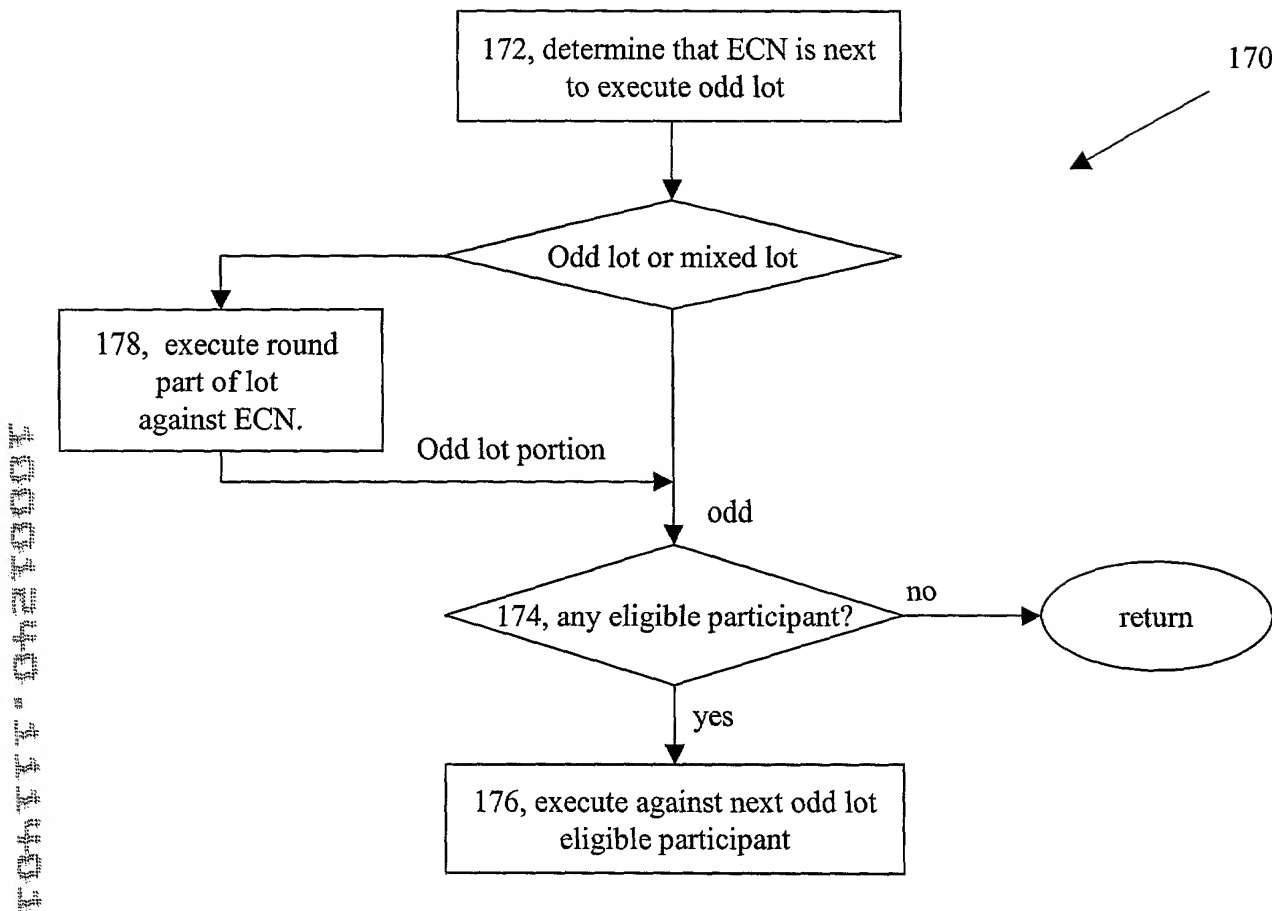 172, determine that ECN is next
to execute odd lot
170
Odd lot or mixed lot
178, execute round
part of lot
against ECN.
Odd lot portion
odd
174, any eligible participant?
no
return
yes
176, execute against next odd lot
eligible participant